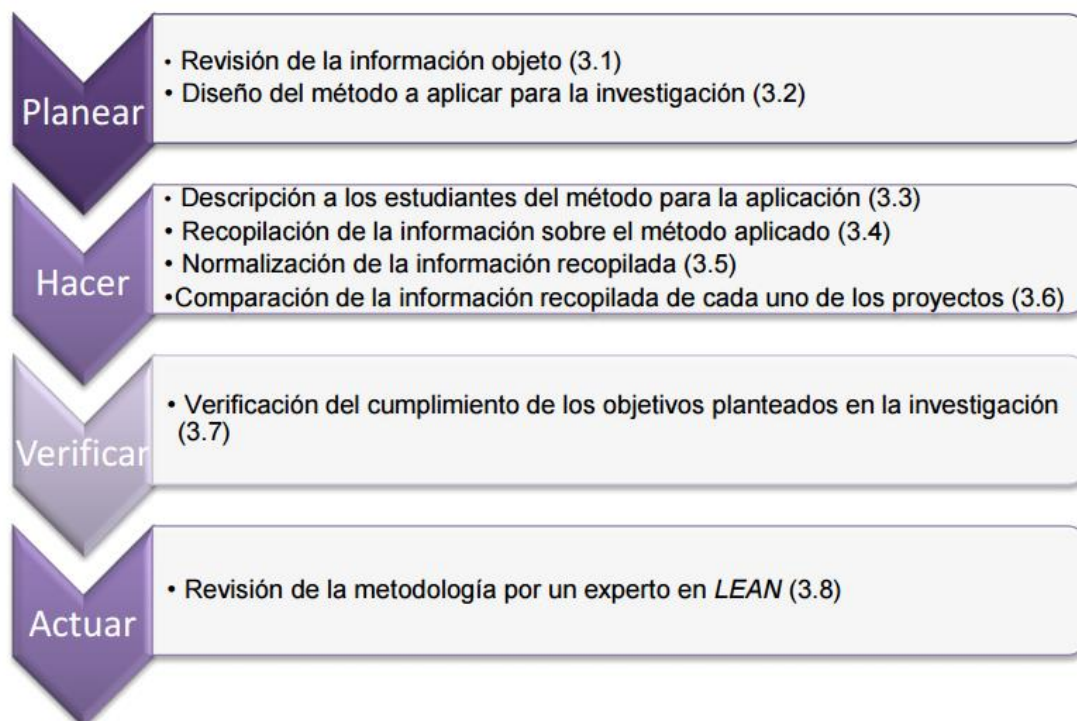 Planear
• Revisión de la información objeto (3.1)
• Diseño del método a aplicar para la investigación (3.2)
Hacer
• Descripción a los estudiantes del método para la aplicación (3.3)
• Recopilación de la información sobre el método aplicado (3.4)
• Normalización de la información recopilada (3.5)
•Comparación de la información recopilada de cada uno de los proyectos (3.6)
Verificar
• Verificación del cumplimiento de los objetivos planteados en la investigación
(3.7)
Actuar
• Revisión de la metodología por un experto en LEAN (3.8)